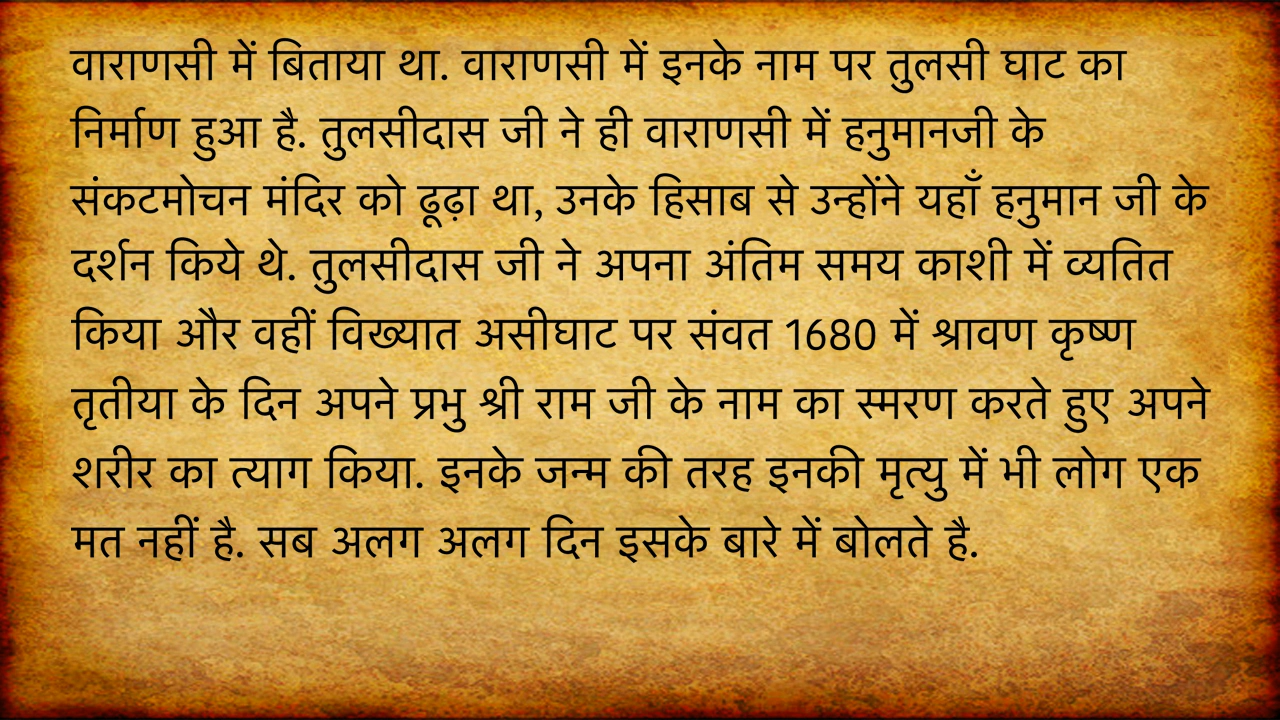 वाराणसी में बिताया था. वाराणसी में इनके नाम पर तुलसी घाट का
निर्माण हुआ है. तुलसीदास जी ने ही वाराणसी में हनुमानजी के
संकटमोचन मंदिर को ढूढ़ा था, उनके हिसाब से उन्होंने यहाँ हनुमान जी के
दर्शन किये थे. तुलसीदास जी ने अपना अंतिम समय काशी में व्यतित
किया और वहीं विख्यात असीघाट पर संवत 1680 में श्रावण कृष्ण
तृतीया के दिन अपने प्रभु श्री राम जी के नाम का स्मरण करते हुए अपने
शरीर का त्याग किया. इनके जन्म की तरह इनकी मृत्यु में भी लोग एक
मत नहीं है. सब अलग अलग दिन इसके बारे में बोलते है.